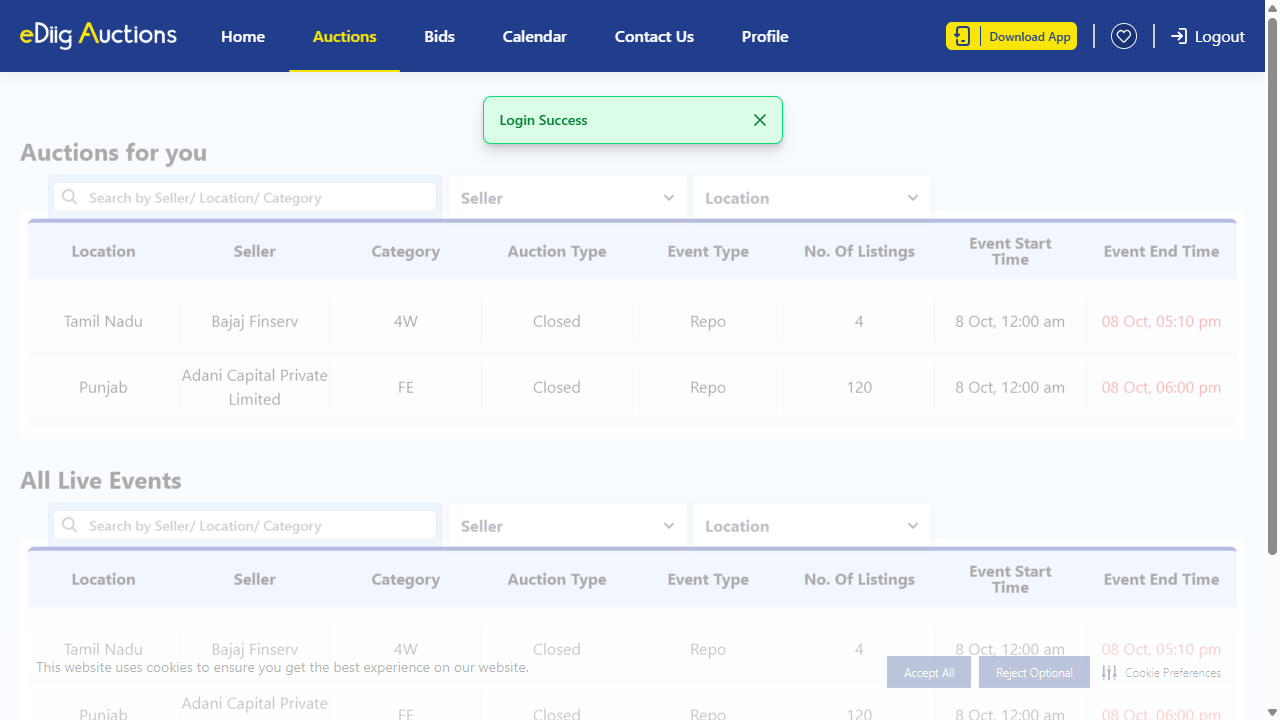 eDiig Auctions
Home
Auctions
Bids
Calendar
Contact Us
Profile
Download App
Logout
Login Success
Auctions for you
Search by Seller/ Location/ Category
Seller
Location
Location
Seller
Category
Auction Type
Event Type
No. Of Listings
Event Start
Time
Event End Time
Tamil Nadu
Bajaj Finserv
4W
Closed
Repo
4
8 Oct, 12:00 am
08 Oct, 05:10 pm
Punjab
Adani Capital Private
Limited
FE
Closed
Repo
120
8 Oct, 12:00 am
08 Oct, 06:00 pm
All Live Events
Search by Seller/ Location/ Category
Seller
Location
Location
Seller
Category
Auction Type
Event Type
No. Of Listings
Event Start
Time
Event End Time
Tamil Nadu
Bajaj Finserv
4W
Closed
Repo
4
8 Oct, 12:00 am
08 Oct, 05:10 pm
This website uses cookies to ensure you get the best experience on our website.
Accept All
Reject Optional
Cookie Preferences
Punjab
Adani Capital Private
FE
Closed
Repo
120
8 Oct, 12:00 am
08 Oct, 06:00 pm